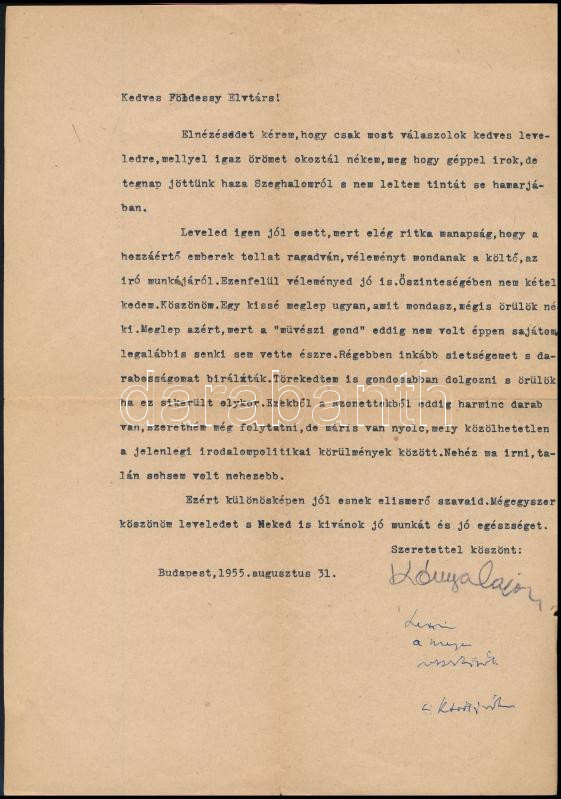 Kedves Földessy Elvtárs!
Elnézésedet kérem,hogy csak most válaszolok kedves leve-
ledre,mellyel igaz örömet okoztál nékem,meg hogy géppel irok,de
tegnap jöttünk haza Szeghalomról s nem leltem tintát se hamarjá-
ban.
Leveled igen jól esett,mert elég ritka manapság,hogy a
hozzáértő emberek tollat ragadván,véleményt mondanak a költő,az
iró munkájáról.Ezenfelül véleményed jó is.Őszinteségében nem kétel
kedem.Köszönöm.Egy kissé meglep ugyan,amit mondasz,mégis örülök né
ki.Meglep azért,mert a "müvészi gond" eddig nem volt éppen sajátom
legalábbis senki sem vette észre.Régebben inkább sietségemet s da-
rabosságomat birálták.Törekedtem is gondosabban dolgozni s örülök
ha ez sikerült olykor.Ezekből a szonettekből eddig harminc darab
van,szeretném még folytatni,de máris van nyolc,mely közölhetetlen
a jelenlegi irodalompolitikai körülmények között.Nehéz ma irni,ta-
lán sohsem volt nehezebb.
Ezért különösképen jól esnek elismerő szavaid.Mégegyszer
köszönöm leveledet s Neked is kivánok jó munkát és jó egészséget.
Szeretettel köszönt:
Kónya Lajos
Budapest,1955.augusztus 31.
a
darabanth